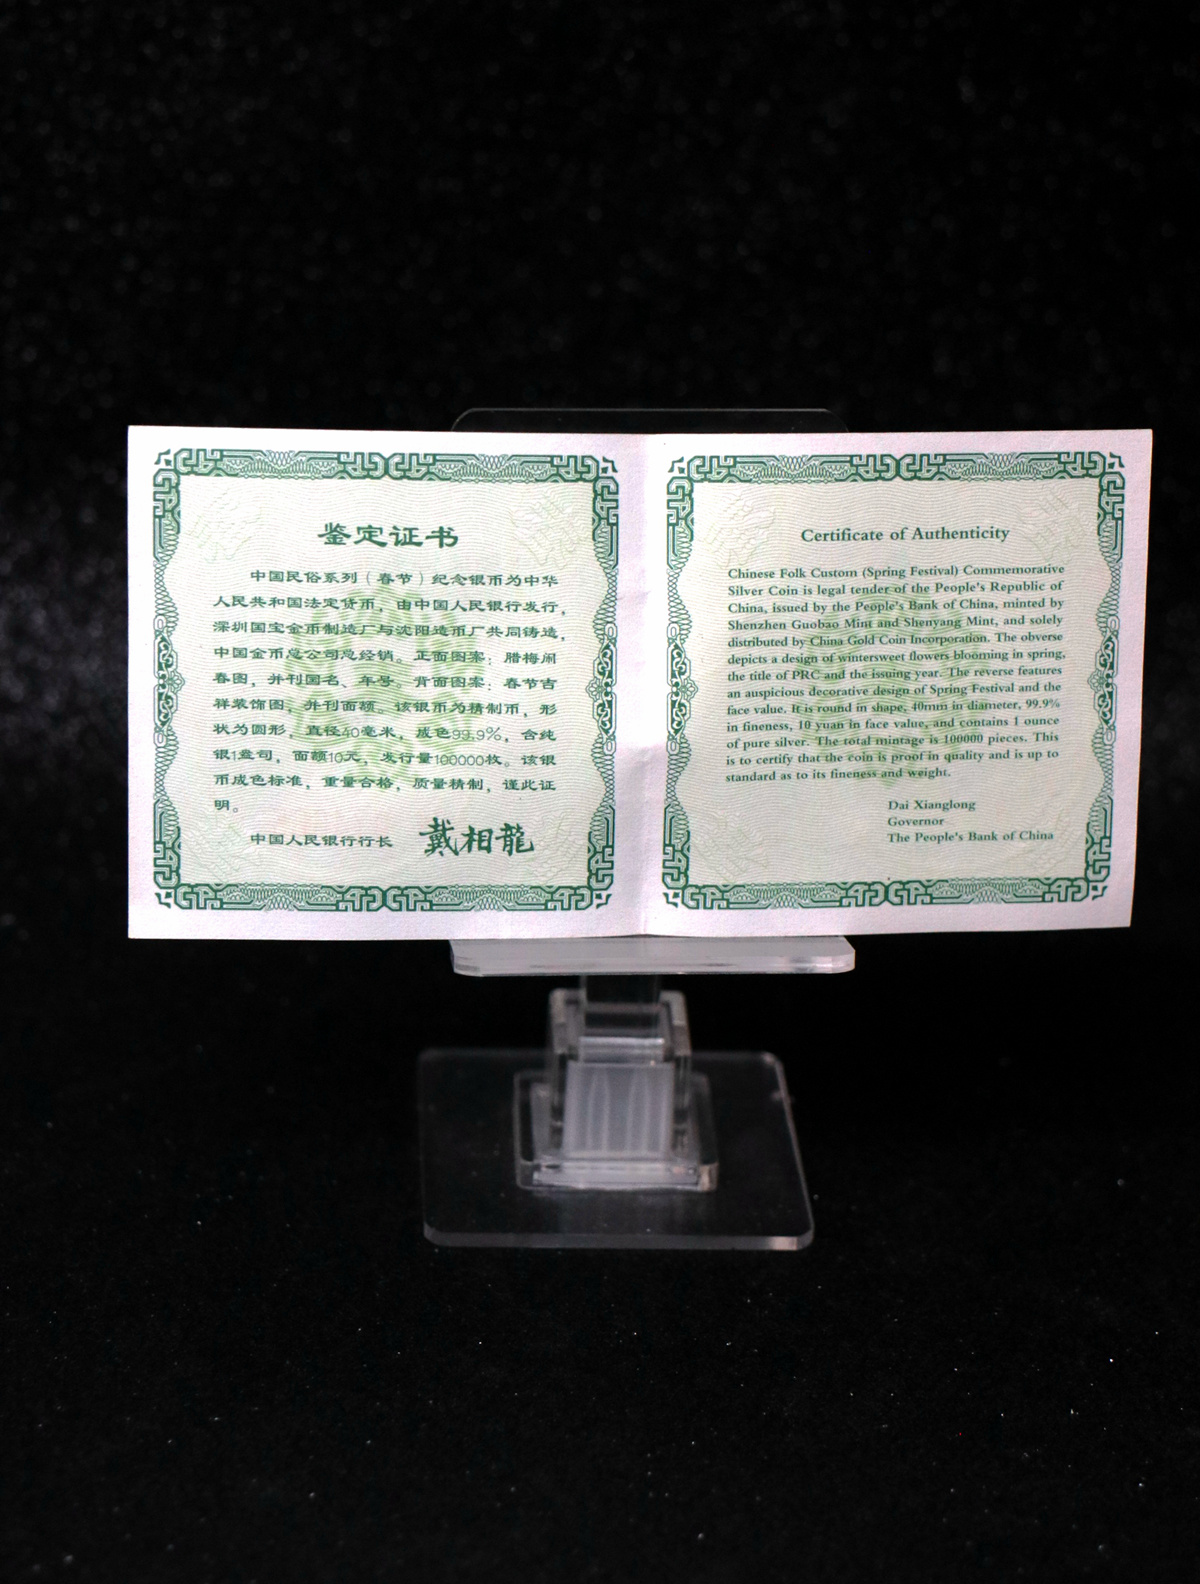 鉴定证书
中国民俗系列（春节）纪念银币为中华
人民共和国法定货币，由中国人民银行发行，
深圳国宝金币制造厂与沈阳造币厂共同铸造，
中国金币总公司总经销。正面图案：腊梅闹
春图，并刊国名、年号。背面图案：春节吉
祥装饰图，并刊面额。该银币为精制币，形
状为圆形，直径40毫米，成色99.9%，含纯
银1盎司，面额10元，发行量100000枚。该银
币成色标准，重量合格，质量精制，谨此证
明。
中国人民银行行长 戴相龍
Certificate of Authenticity
Chinese Folk Custom (Spring Festival) Commemorative
Silver Coin is legal tender of the People's Republic of
China, issued by the People's Bank of China, minted by
Shenzhen Guobao Mint and Shenyang Mint, and solely
distributed by China Gold Coin Incorporation. The obverse
depicts a design of wintersweet flowers blooming in spring,
the title of PRC and the issuing year. The reverse features
an auspicious decorative design of Spring Festival and the
face value. It is round in shape, 40mm in diameter, 99.9%
in fineness, 10 yuan in face value, and contains 1 ounce
of pure silver. The total mintage is 100000 pieces. This
is to certify that the coin is proof in quality and is up to
standard as to its fineness and weight.
Dai Xianglong
Governor
The People's Bank of China